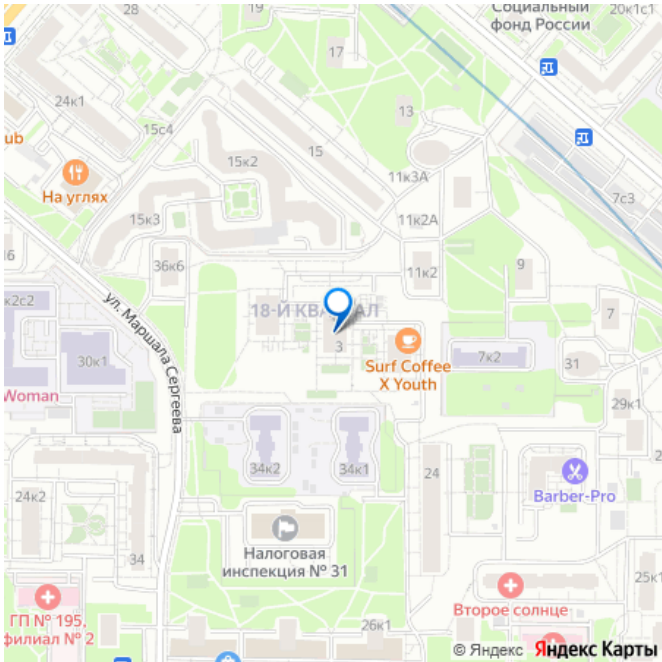 28
19
Социальный
фонд России
20к1с1
17
24к1
15с4
13
ub
15к2
15
На углях
11к3А
7с3
15к3
11к2А
16
36к6
11к2
9
к2с2
ул. Маршала Сергеева
18-Й КВАРТАЛ
7
3
30к1
Surf Coffee
X Youth
7к2
31
Woman
29к1
34к2
34к1
24
24к2
Barber-Pro
34
Налоговая
инспекция № 31
25к1
ГП № 195,
филиал № 2
Второе солнце
26к1
© Яндекс Яндекс Карты